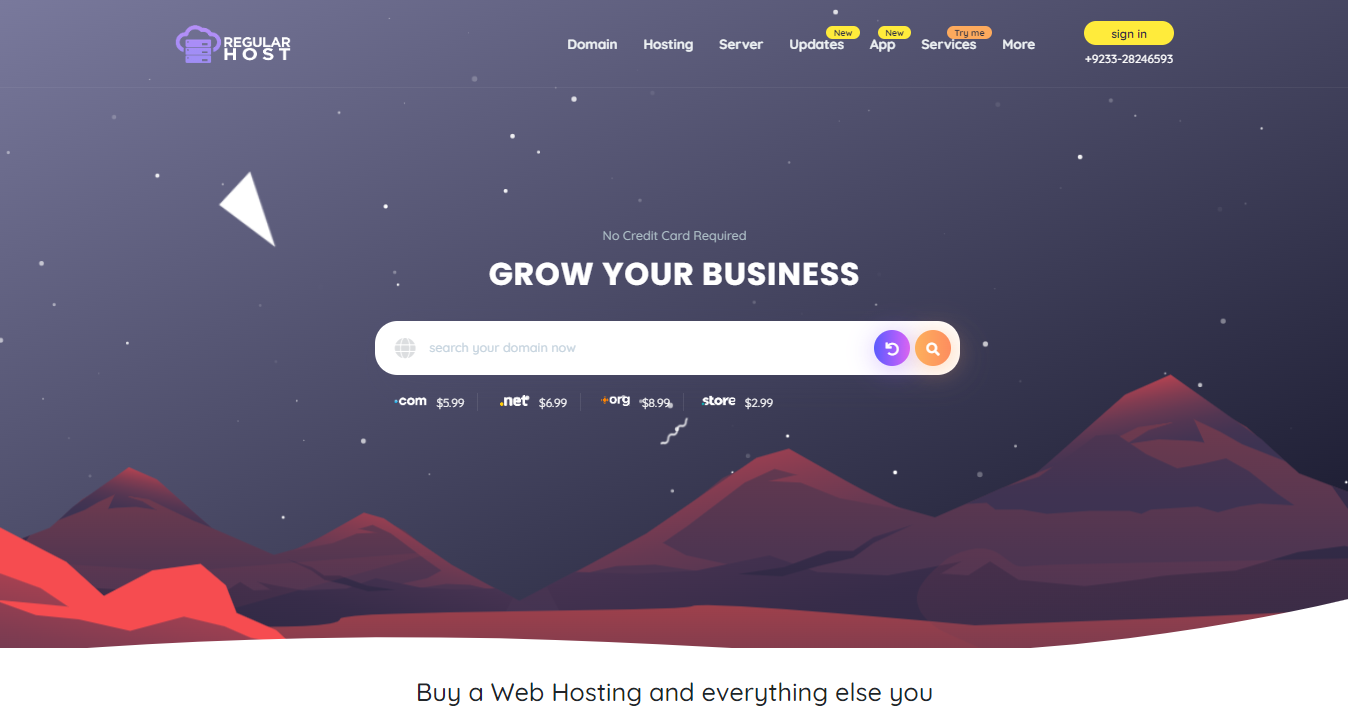 REGULAR
HOST
Domain
Hosting
Server
Updates
New
App
New
Services
Try me
More
sign in
+9233-28246593
No Credit Card Required
GROW YOUR BUSINESS
search your domain now
.com $5.99
.net $6.99
.org $8.99
store $2.99
Buy a Web Hosting and everything else you